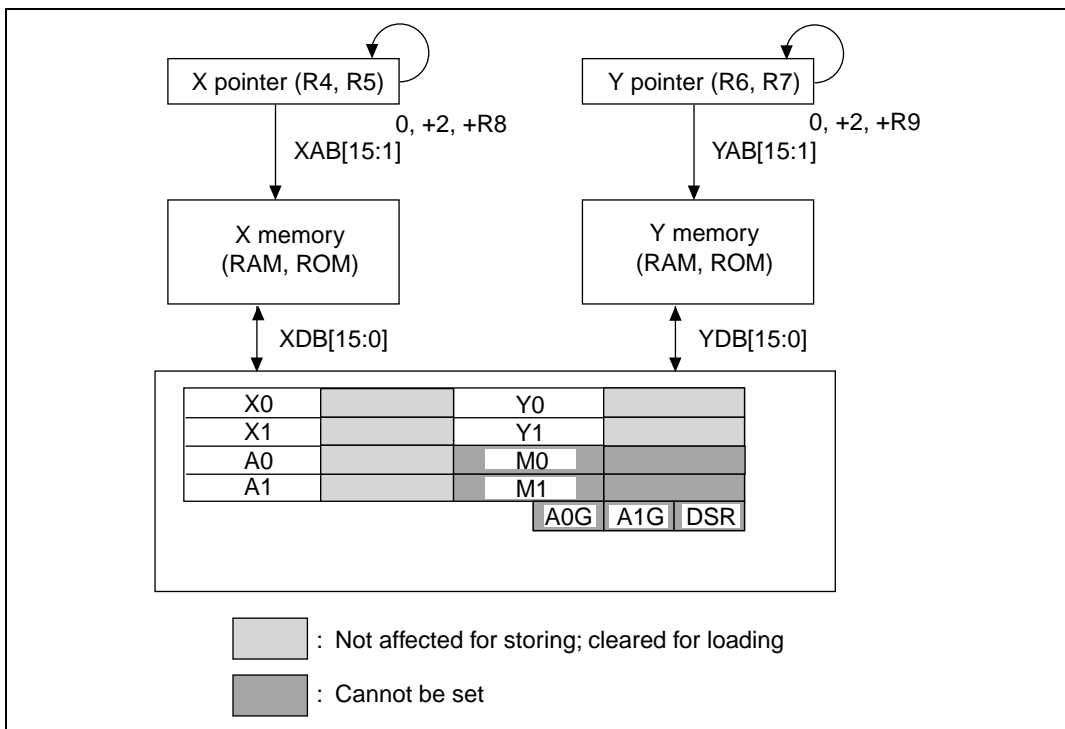 X pointer (R4, R5)
Y pointer (R6, R7)
0, +2, +R8
0, +2, +R9
XAB[15:1]
YAB[15:1]
X memory
(RAM, ROM)
Y memory
(RAM, ROM)
XDB[15:0]
YDB[15:0]
X0 Y0
X1 Y1
A0 M0
A1 M1
A0G A1G DSR
: Not affected for storing; cleared for loading
: Cannot be set